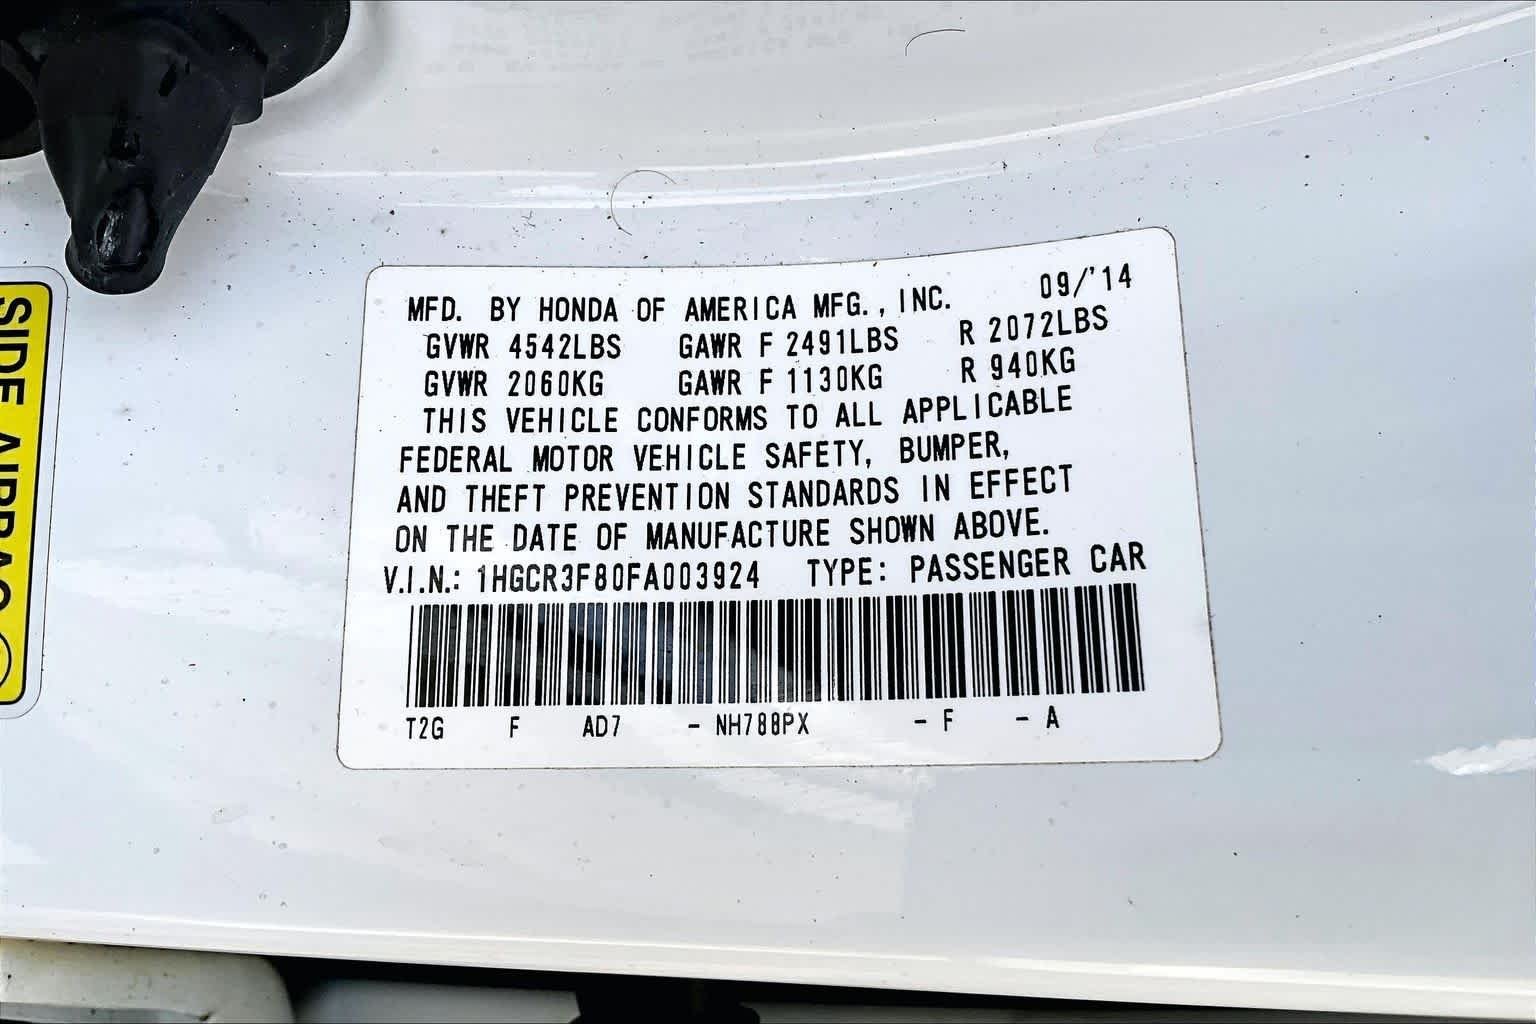 MFD. BY HONDA OF AMERICA MFG., INC. 09/'14
GVWR 4542LBS GAWR F 2491LBS R 2072LBS
GVWR 2060KG GAWR F 1130KG R 940KG
THIS VEHICLE CONFORMS TO ALL APPLICABLE
FEDERAL MOTOR VEHICLE SAFETY, BUMPER,
AND THEFT PREVENTION STANDARDS IN EFFECT
ON THE DATE OF MANUFACTURE SHOWN ABOVE.
V.I.N.: 1HGCR3F80FA003924 TYPE: PASSENGER CAR
T2G F AD7 - NH788PX - F - A
SIDE AIRBAG